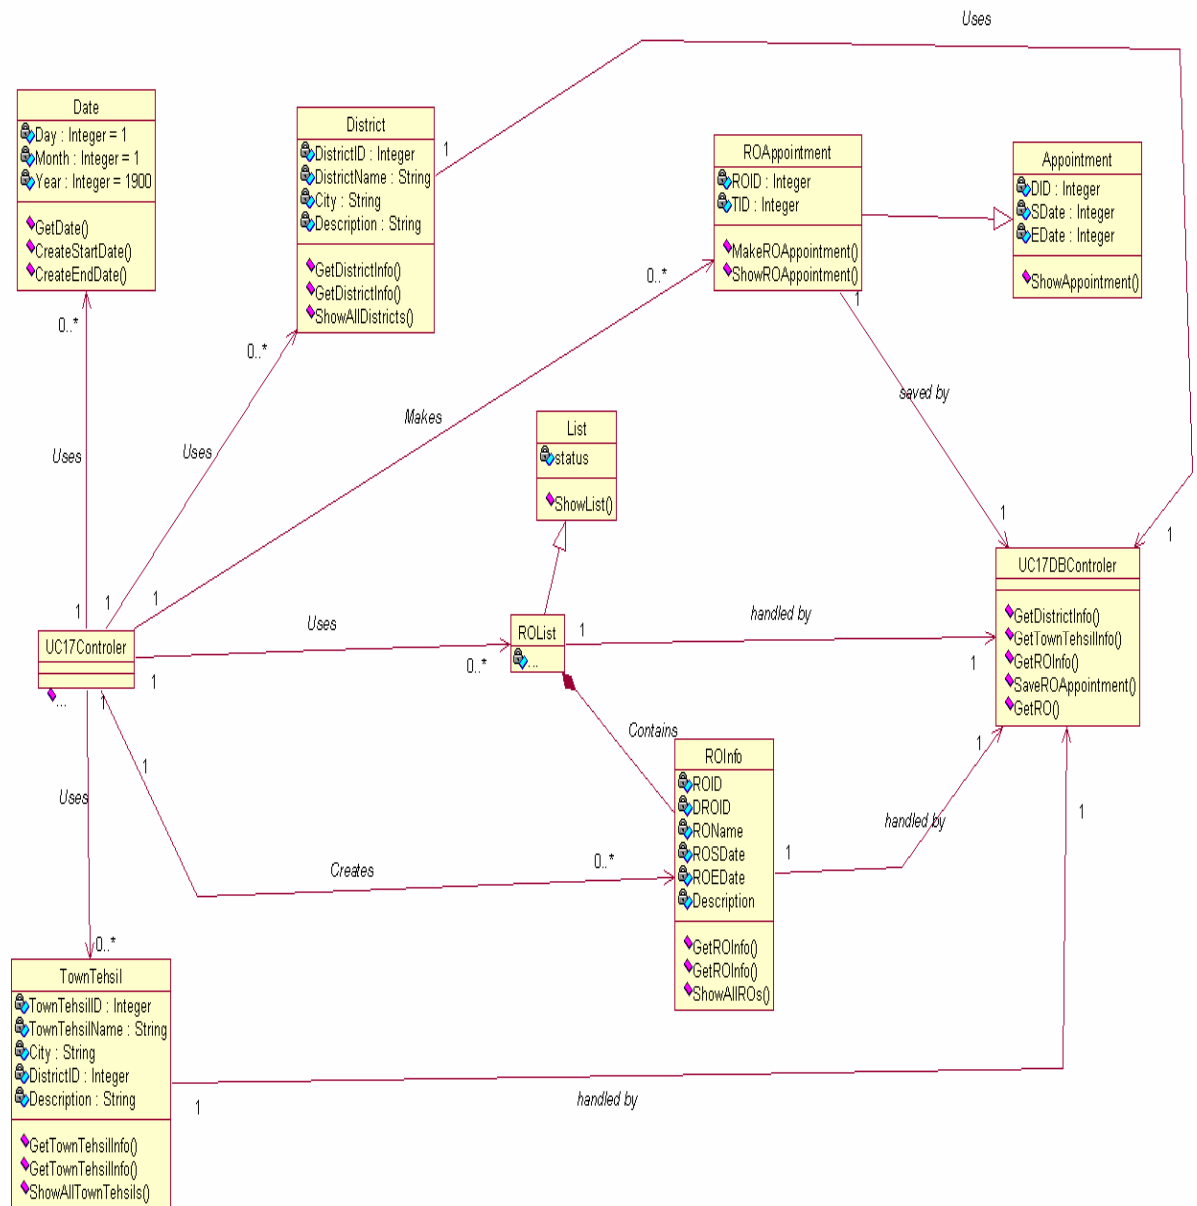 Uses
Date
Day : Integer = 1
Month : Integer = 1
Year : Integer = 1900
GetDate()
CreateStartDate()
CreateEndDate()
District
DistrictID : Integer
DistrictName : String
City : String
Description : String
GetDistrictInfo()
GetDistrictInfo()
ShowAllDistricts()
1
ROAppointment
ROID : Integer
TID : Integer
MakeROAppointment()
ShowROAppointment()
Appointment
DID : Integer
SDate : Integer
EDate : Integer
ShowAppointment()
0..*
1
0..*
0..*
saved by
Makes
List
status
ShowList()
Uses
Uses
1
1
UC17DBControler
GetDistrictInfo()
GetTownTehsilInfo()
GetROInfo()
SaveROAppointment()
GetRO()
1
1
1
UC17Controler
...
Uses
ROList
...
1
handled by
0..*
1
1
1
Contains
1
1
ROInfo
ROID
DROID
ROName
ROSDate
ROEDate
Description
GetROInfo()
GetROInfo()
ShowAllROs()
Uses
handled by
1
1
Creates
0..*
0..*
TownTehsil
TownTehsilID : Integer
TownTehsilName : String
City : String
DistrictID : Integer
Description : String
GetTownTehsilInfo()
GetTownTehsilInfo()
ShowAllTownTehsils()
1
handled by